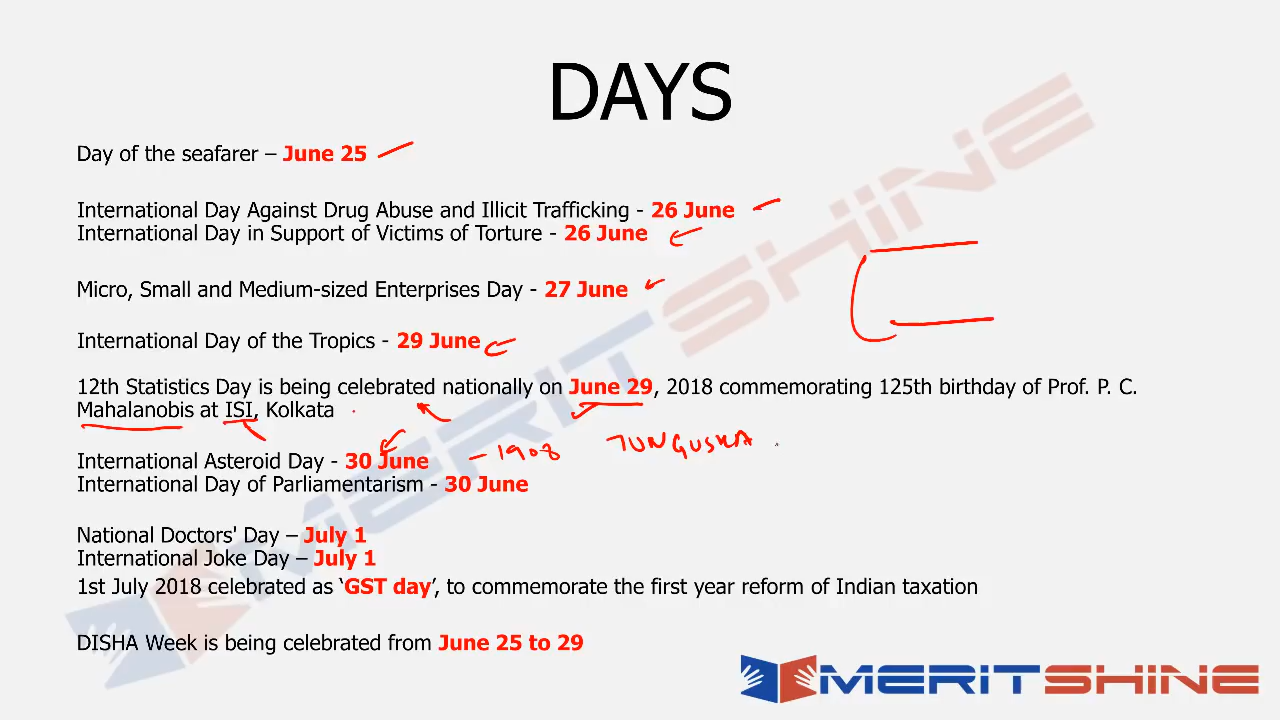 DAYS
Day of the seafarer – June 25
International Day Against Drug Abuse and Illicit Trafficking - 26 June
International Day in Support of Victims of Torture - 26 June
Micro, Small and Medium-sized Enterprises Day - 27 June
International Day of the Tropics - 29 June
12th Statistics Day is being celebrated nationally on June 29, 2018 commemorating 125th birthday of Prof. P. C.
Mahalanobis at ISI, Kolkata
International Asteroid Day - 30 June - 1908 TUNGUSKA
International Day of Parliamentarism - 30 June
National Doctors' Day – July 1
International Joke Day – July 1
1st July 2018 celebrated as ‘GST day’, to commemorate the first year reform of Indian taxation
DISHA Week is being celebrated from June 25 to 29
MERITSHINE
MERITSHINE